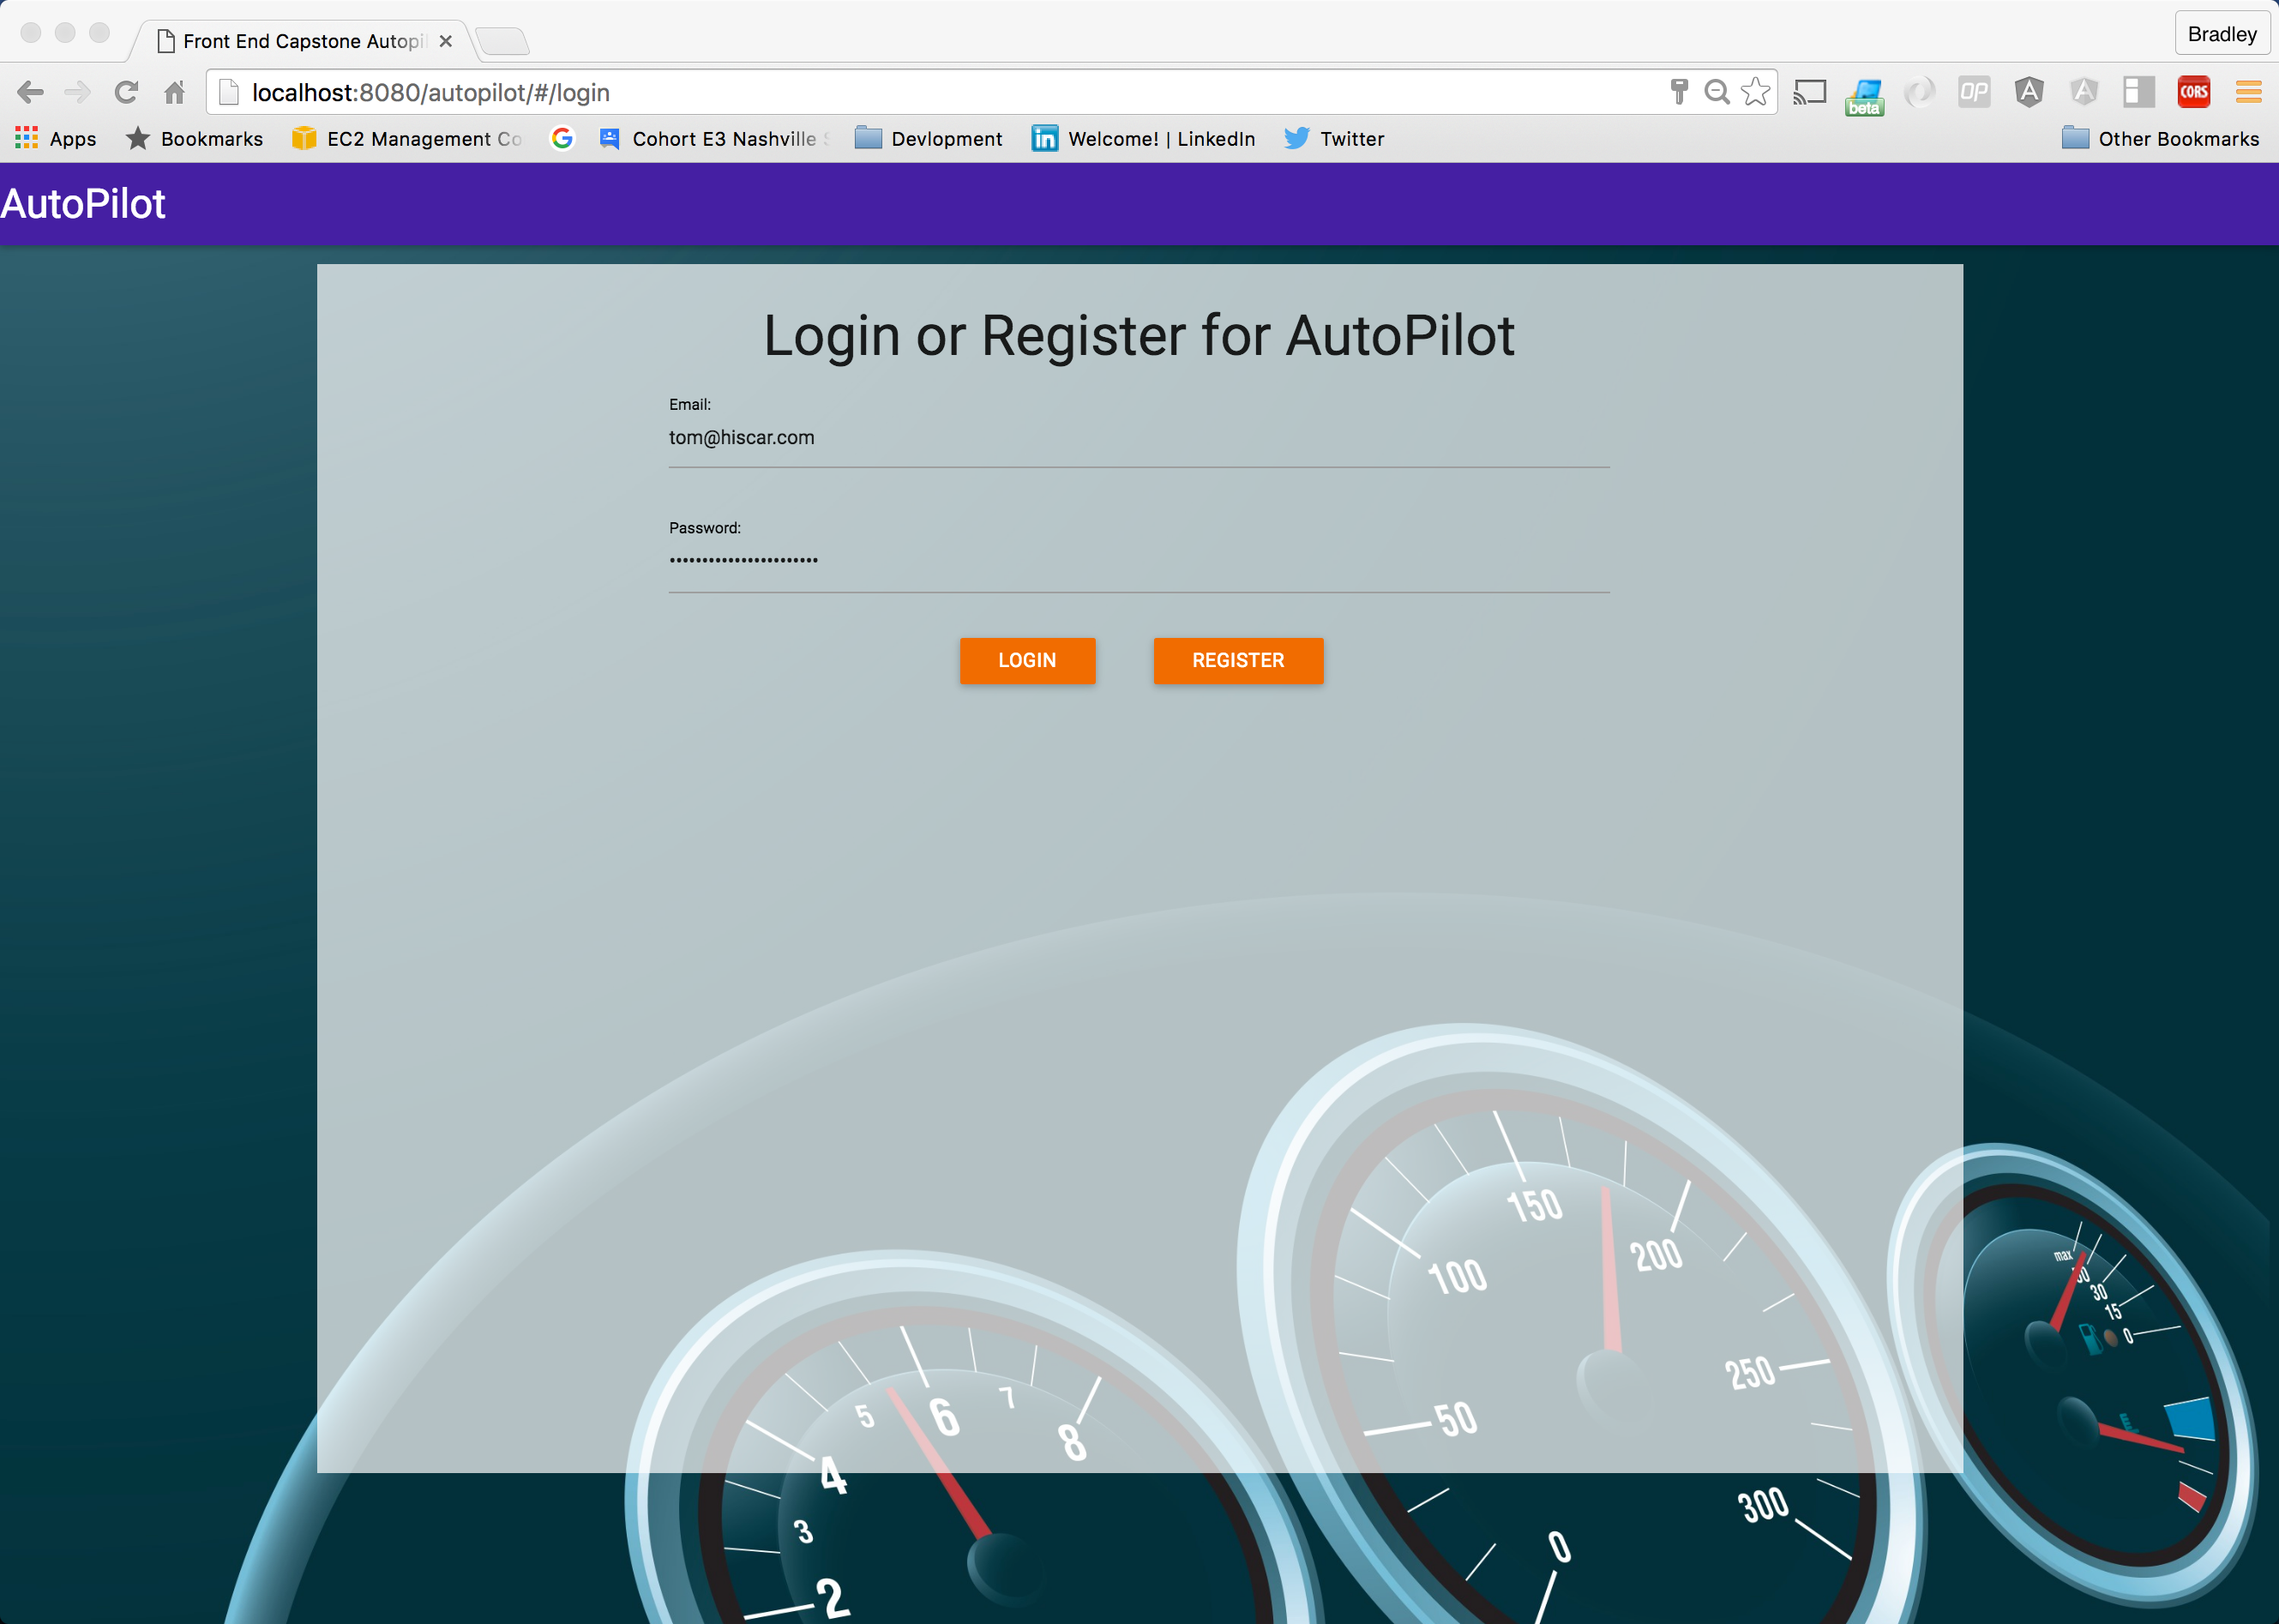 Front End Capstone Autopi
Bradley
localhost:8080/autopilot/#/login
beta
OP
A
A
CORS
Apps
Bookmarks
EC2 Management Co
G
Cohort E3 Nashville
in
Devlopment
Welcome! | LinkedIn
Twitter
Other Bookmarks
AutoPilot
Login or Register for AutoPilot
Email:
tom@hiscar.com
Password:
•••••••••••••••••••••••
LOGIN
REGISTER
2
3
4
5
6
7
8
0
50
100
150
200
250
300
max
30
15
0